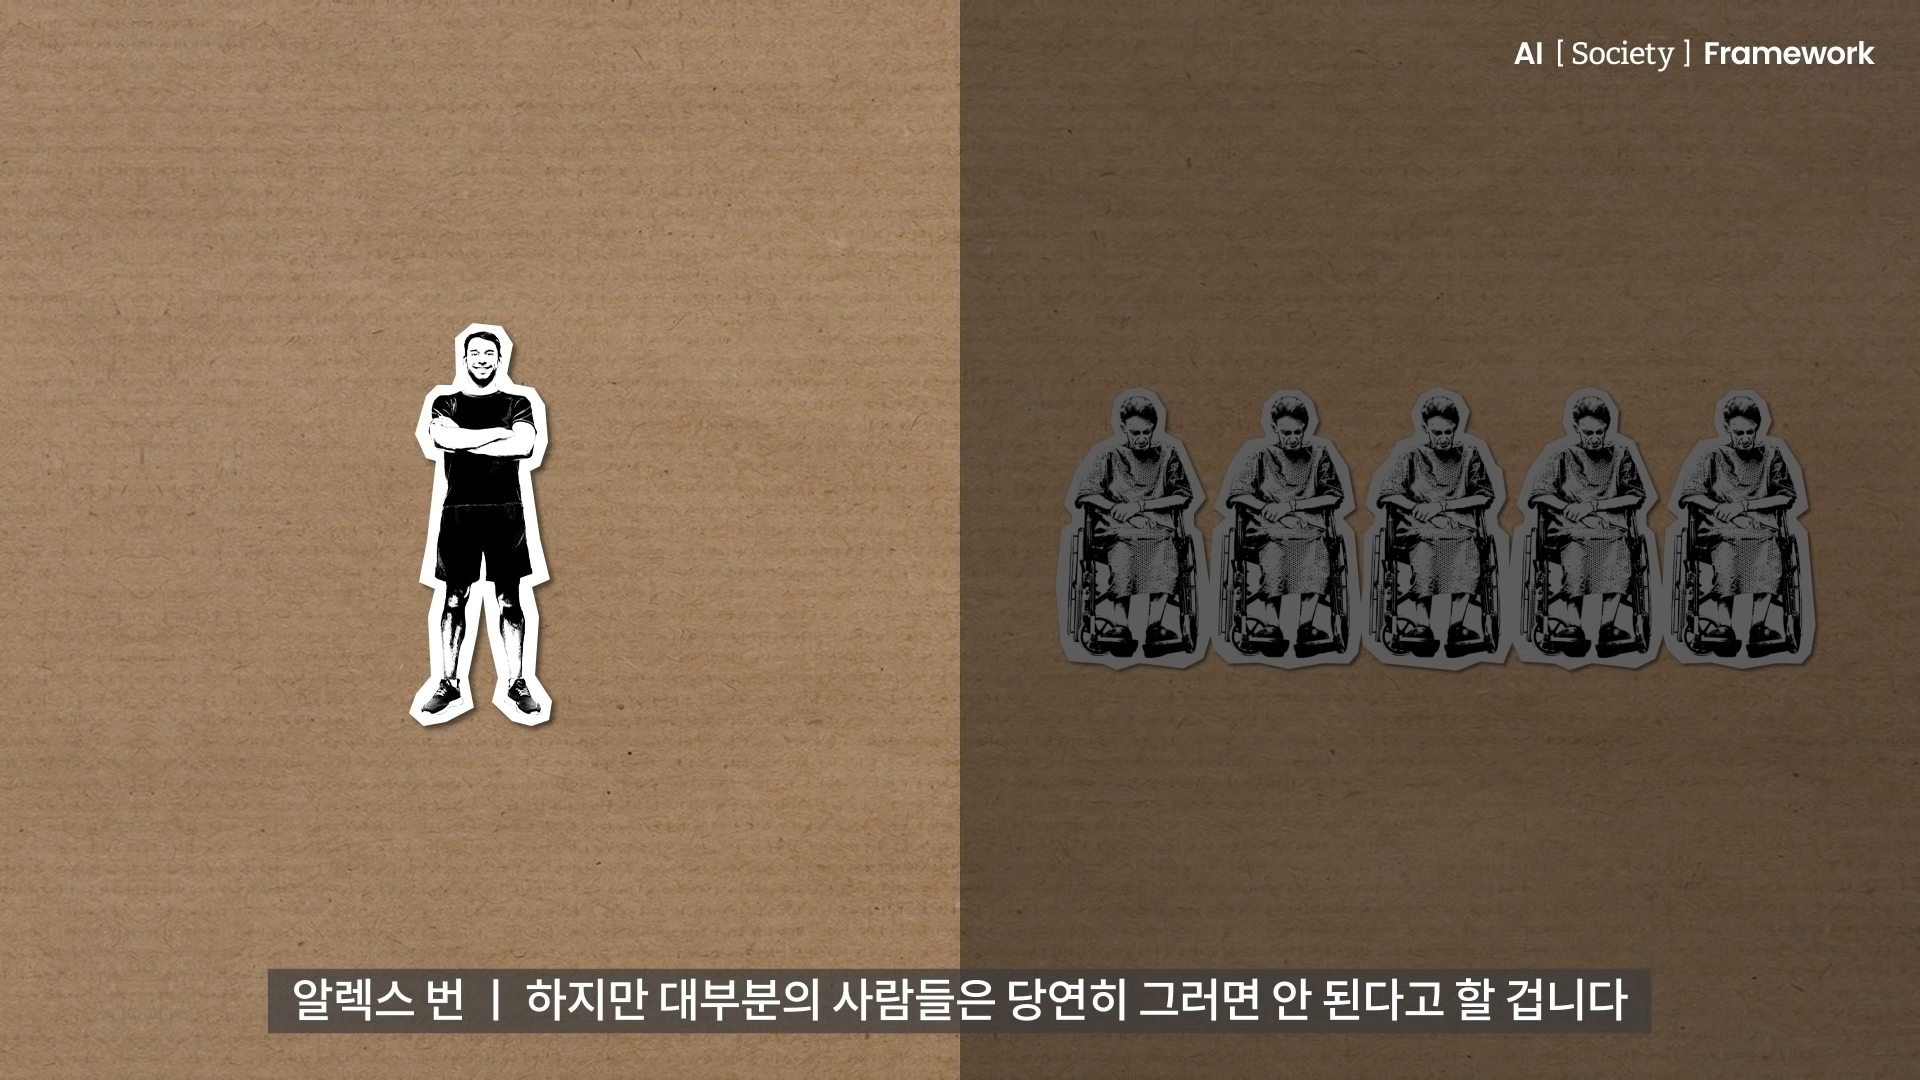 AI [ Society ] Framework
알렉스 번 ㅣ 하지만 대부분의 사람들은 당연히 그러면 안 된다고 할 겁니다